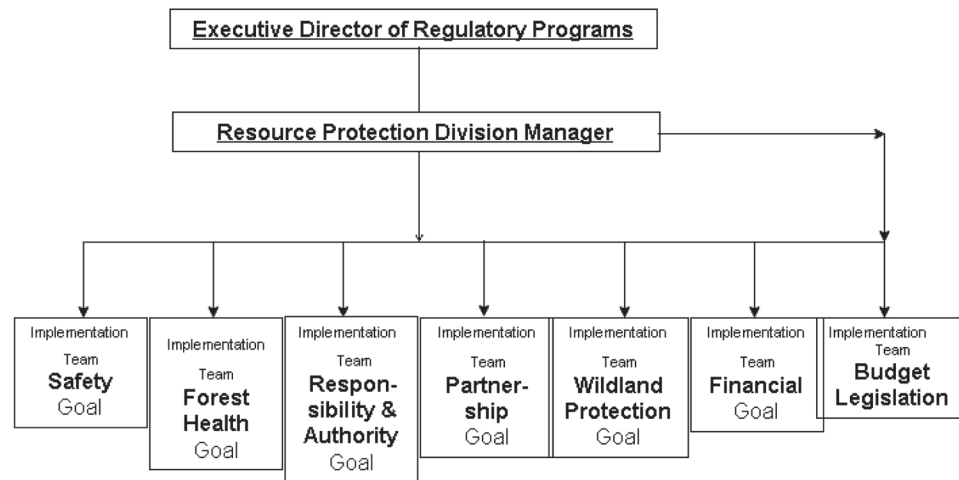 Executive Director of Regulatory Programs
Resource Protection Division Manager
Implementation
Team
Safety
Goal
Implementation
Team
Forest
Health
Goal
Implementation
Team
Respon-
sibility &
Authority
Goal
Implementation
Team
Partner-
ship
Goal
Implementation
Team
Wildland
Protection
Goal
Implementation
Team
Financial
Goal
Implementation
Team
Budget
Legislation